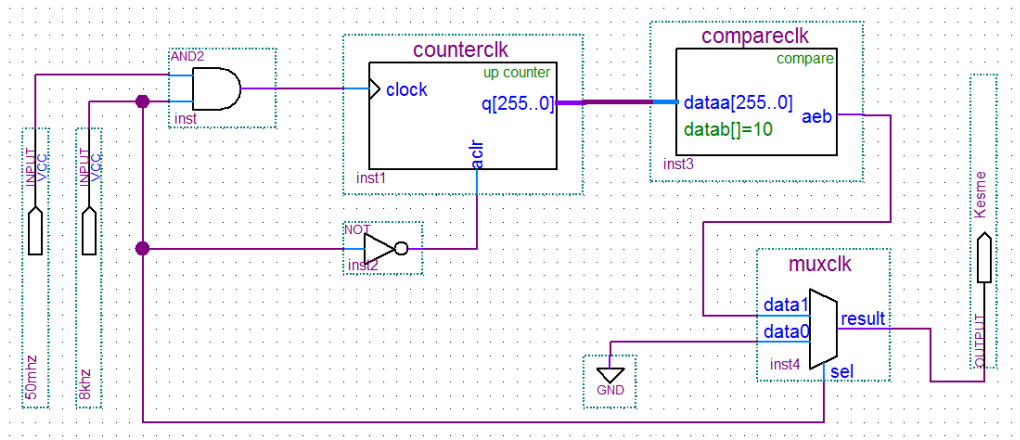 AND2
inst
counterclk
up counter
clock
q[255..0]
aclr
inst1
compareclk
compare
dataa[255..0]
datab[]=10
aeb
inst3
INPUT
VCC
50mhz
INPUT
VCC
8khz
NOT
inst2
muxclk
data1
data0
result
sel
inst4
GND
Kesme
OUTPUT